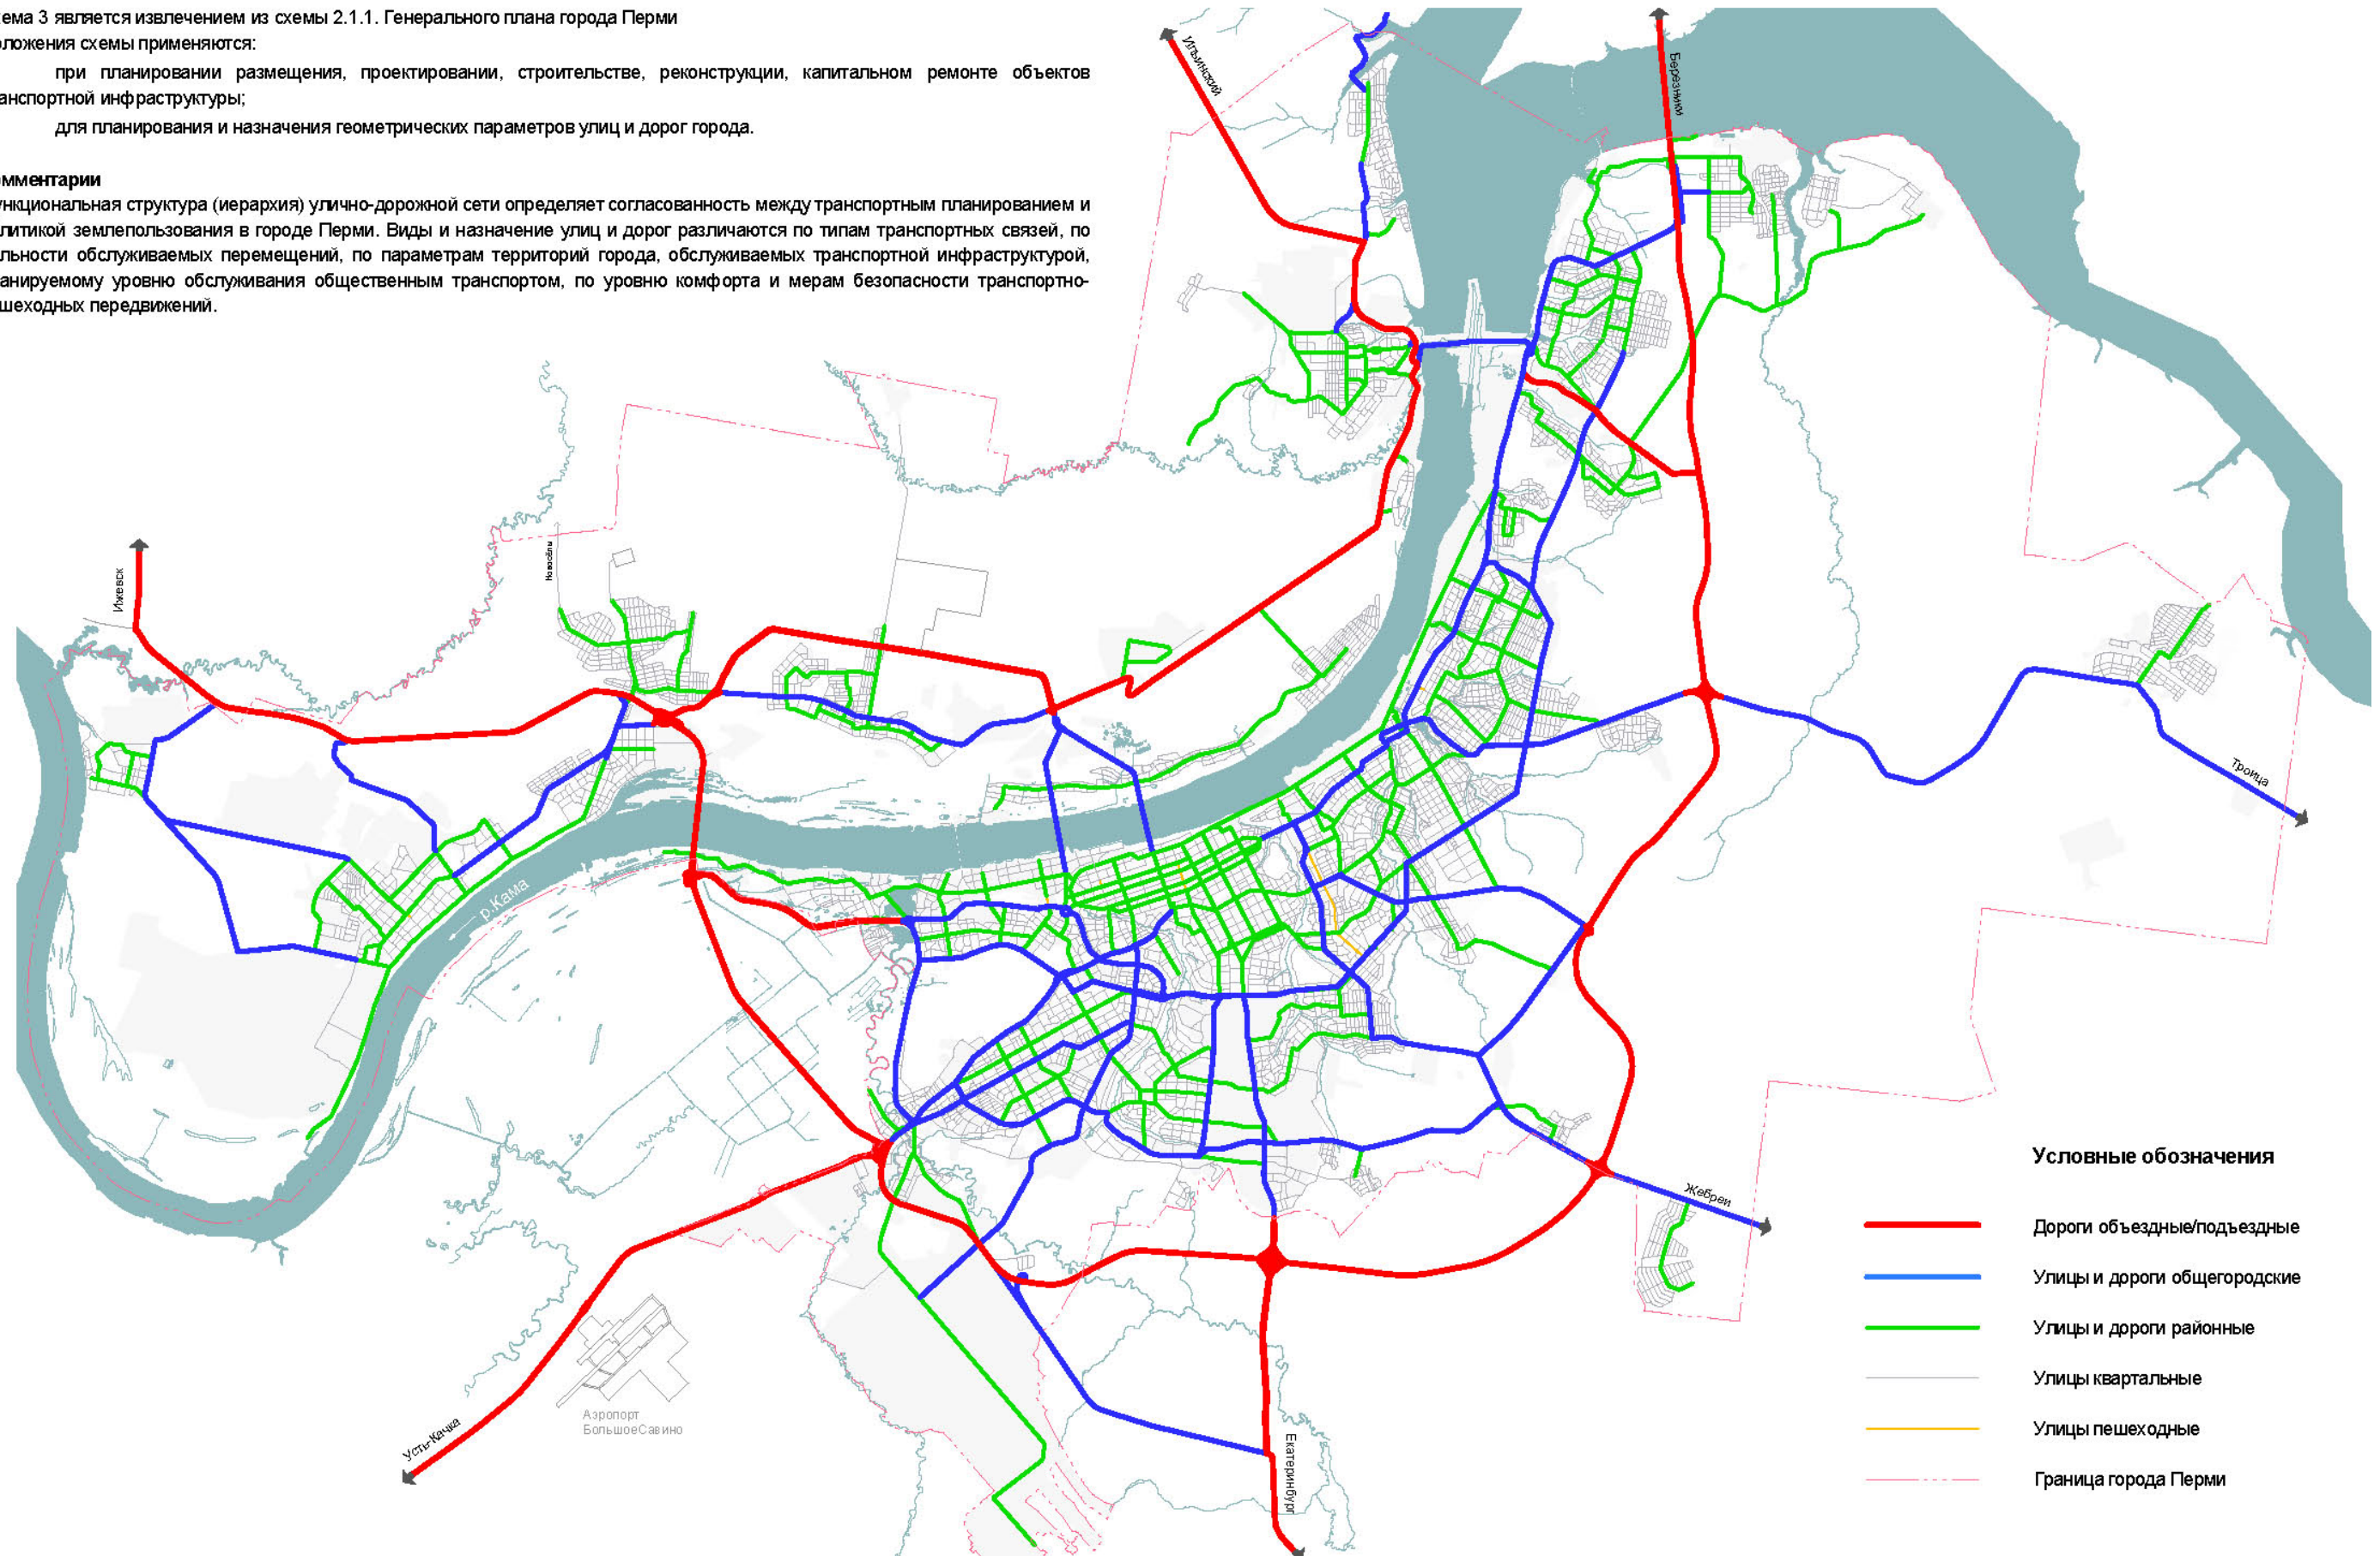 ема 3 является извлечением из схемы 2.1.1. Генерального плана города Перми
оложения схемы применяются:
при планировании размещения, проектировании, строительстве, реконструкции, капитальном ремонте объектов
анспортной инфраструктуры;
для планирования и назначения геометрических параметров улиц и дорог города.
мментарии
ункциональная структура (иерархия) улично-дорожной сети определяет согласованность между транспортным планированием и
литикой землепользования в городе Перми. Виды и назначение улиц и дорог различаются по типам транспортных связей, по
льности обслуживаемых перемещений, по параметрам территорий города, обслуживаемых транспортной инфраструктурой,
анируемому уровню обслуживания общественным транспортом, по уровню комфорта и мерам безопасности транспортно-
шеходных передвижений.
Ильинский
Березники
Ижевск
Новосёлы
Троица
р.Кама
Жебреи
Аэропорт
БольшоеСавино
Усть-Качка
Екатеринбург
Условные обозначения
Дороги объездные/подъездные
Улицы и дороги общегородские
Улицы и дороги районные
Улицы квартальные
Улицы пешеходные
Граница города Перми